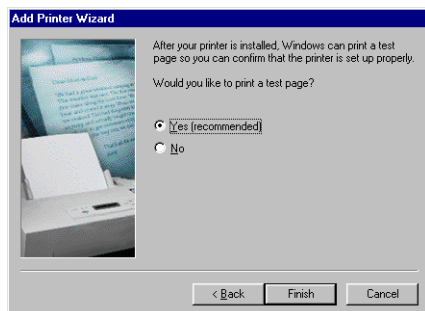 Add Printer Wizard
After your printer is installed, Windows can print a test
page so you can confirm that the printer is set up properly.
Would you like to print a test page?
Yes (recommended)
No
< Back
Finish
Cancel